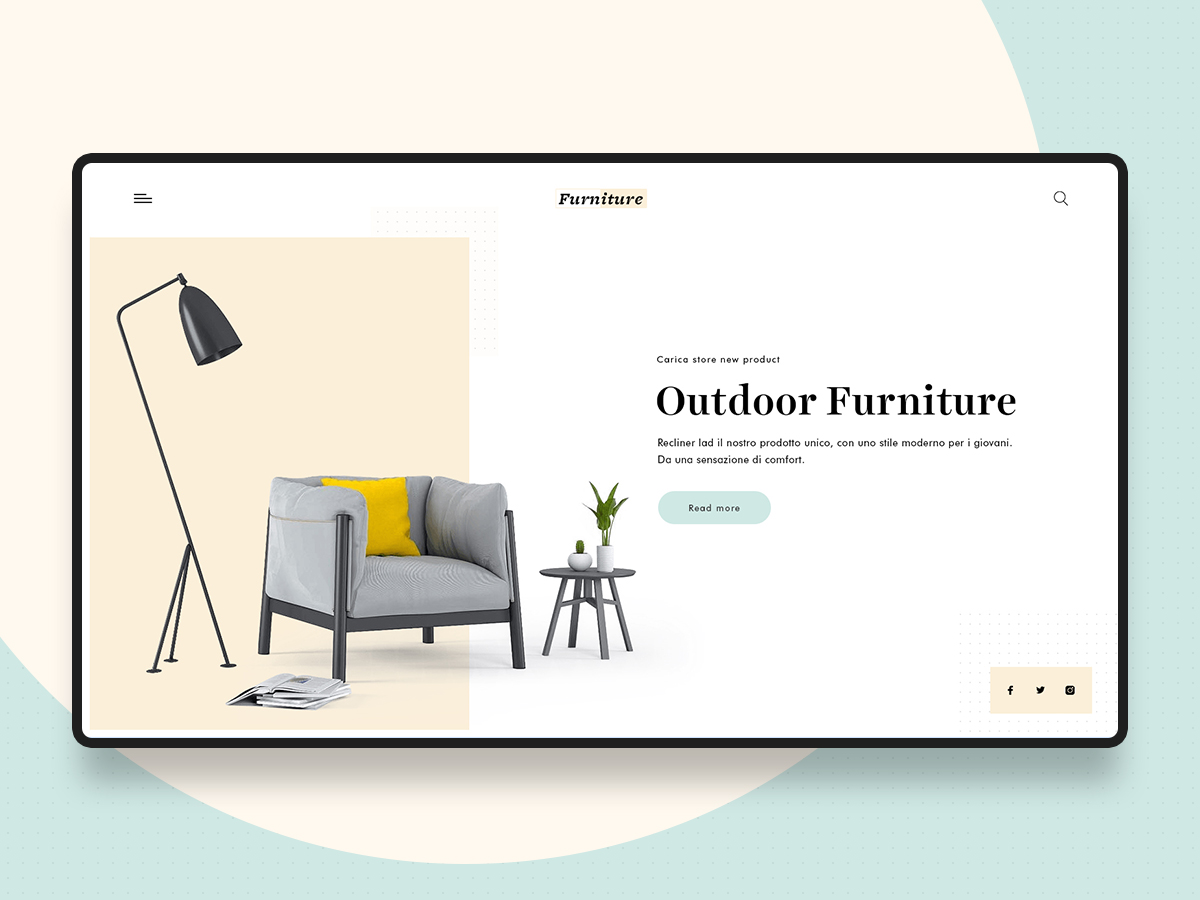 Furniture
Carica store new product
Outdoor Furniture
Recliner lad il nostro prodotto unico, con uno stile moderno per i giovani.
Da una sensazione di comfort.
Read more